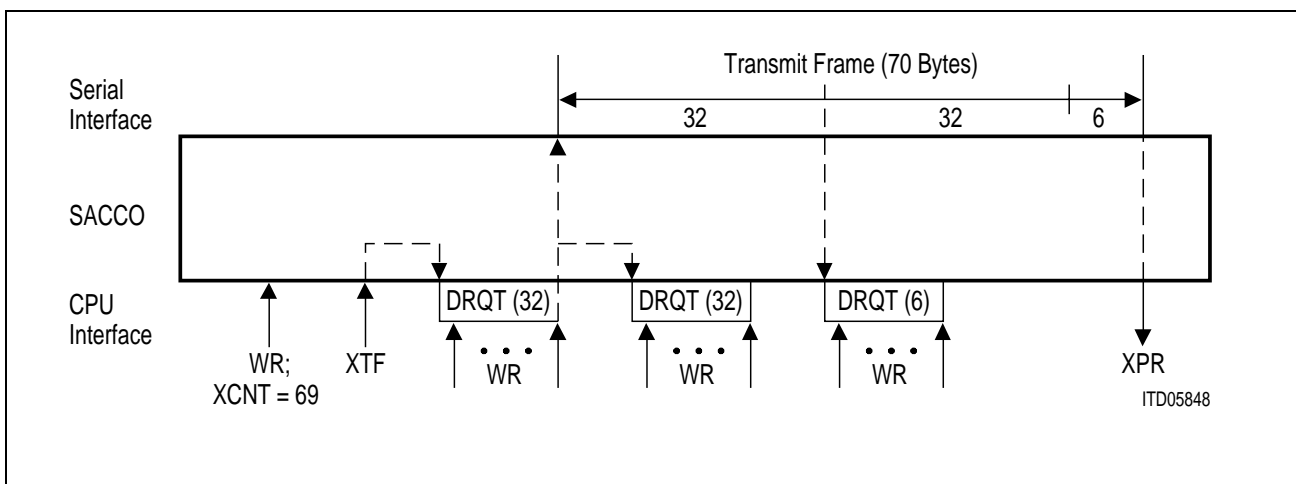 Transmit Frame (70 Bytes)
Serial
Interface
32
32
6
SACCO
CPU
Interface
DRQT (32)
DRQT (32)
DRQT (6)
WR;
XCNT = 69
XTF
• • •
WR
• • •
WR
• • •
WR
XPR
ITD05848